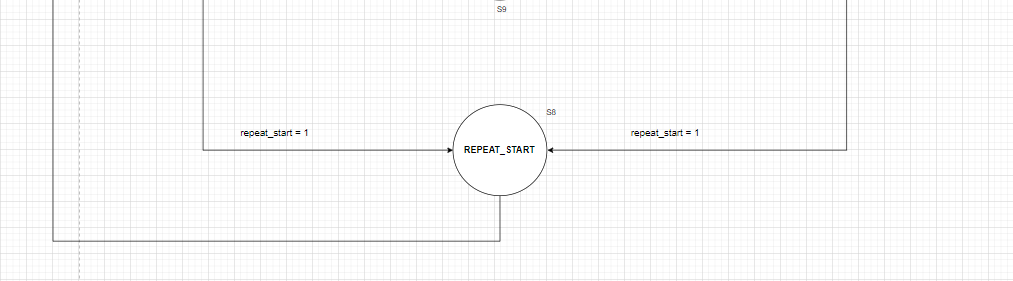 S9
S8
repeat_start = 1
repeat_start = 1
REPEAT_START